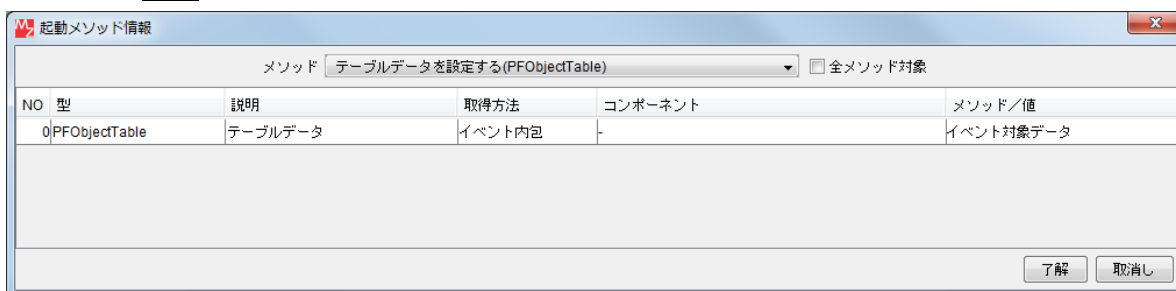 起動メソッド情報
メソッド テーブルデータを設定する(PFObjectTable) 全メソッド対象
NO 型 説明 取得方法 コンポーネント メソッド／値
0 PFObjectTable テーブルデータ イベント内包 - イベント対象データ
了解 取消し